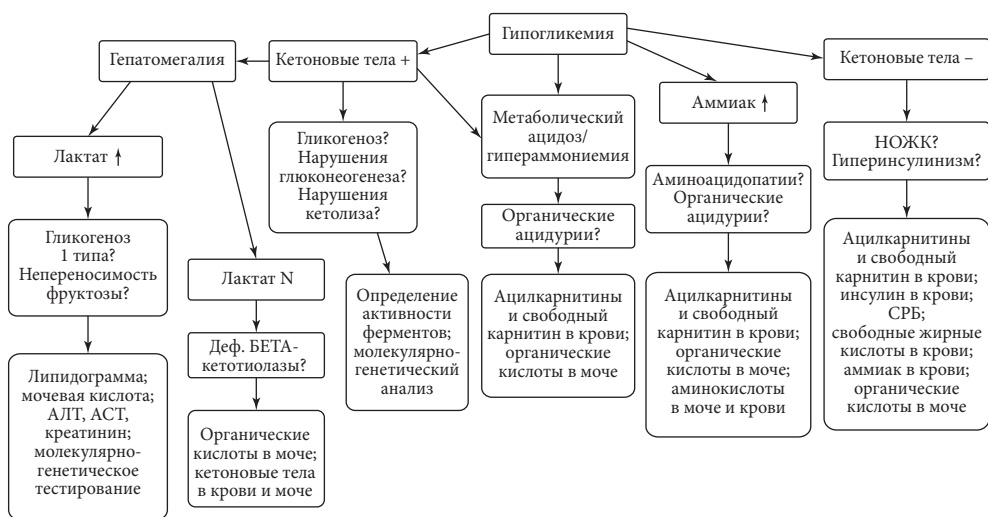 Гипогликемия
Гепатомегалия
Кетоновые тела +
Кетоновые тела –
Аммиак ↑
Лактат ↑
Гликогеноз?
Нарушения
глюконеогенеза?
Нарушения
кетолиза?
Метаболический
ацидоз/
гипераммониемия
НОЖК?
Гиперинсулинизм?
Аминоацидопатии?
Органические
ацидурии?
Органические
ацидурии?
Гликогеноз
1 типа?
Непереносимость
фруктозы?
Лактат N
Определение
активности
ферментов;
молекулярно-
генетический
анализ
Ацилкарнитины
и свободный
карнитин в крови;
органические
кислоты в моче
Ацилкарнитины
и свободный
карнитин в крови;
органические
кислоты в моче;
аминокислоты
в моче и крови
Ацилкарнитины
и свободный
карнитин в крови;
инсулин в крови;
СРБ;
свободные жирные
кислоты в крови;
аммиак в крови;
органические
кислоты в моче
Деф. БЕТА-
кетотиолазы?
Липидограмма;
мочевая кислота;
АЛТ, АСТ,
креатинин;
молекулярно-
генетическое
тестирование
Органические
кислоты в моче;
кетоновые тела
в крови и моче